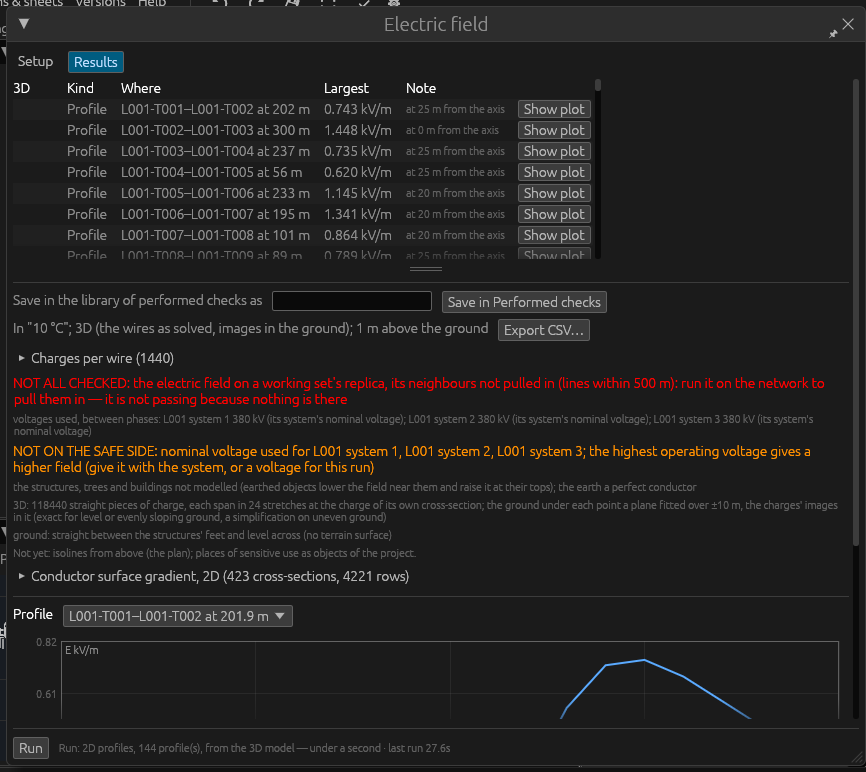 & sheets Versions Help
Electric field
Setup Results
3D Kind Where Largest Note
Profile L001-T001–L001-T002 at 202 m 0.743 kV/m at 25 m from the axis Show plot
Profile L001-T002–L001-T003 at 300 m 1.448 kV/m at 0 m from the axis Show plot
Profile L001-T003–L001-T004 at 237 m 0.735 kV/m at 25 m from the axis Show plot
Profile L001-T004–L001-T005 at 56 m 0.620 kV/m at 25 m from the axis Show plot
Profile L001-T005–L001-T006 at 233 m 1.145 kV/m at 20 m from the axis Show plot
Profile L001-T006–L001-T007 at 195 m 1.341 kV/m at 20 m from the axis Show plot
Profile L001-T007–L001-T008 at 101 m 0.864 kV/m at 20 m from the axis Show plot
Profile L001-T008–L001-T009 at 89 m 0.789 kV/m at 25 m from the axis Show plot
Save in the library of performed checks as Save in Performed checks
In "10 °C"; 3D (the wires as solved, images in the ground); 1 m above the ground Export CSV…
Charges per wire (1440)
NOT ALL CHECKED: the electric field on a working set's replica, its neighbours not pulled in (lines within 500 m): run it on the network to
pull them in — it is not passing because nothing is there
voltages used, between phases: L001 system 1 380 kV (its system's nominal voltage); L001 system 2 380 kV (its system's nominal voltage); L001 system 3 380 kV (its system's
nominal voltage)
NOT ON THE SAFE SIDE: nominal voltage used for L001 system 1, L001 system 2, L001 system 3; the highest operating voltage gives a
higher field (give it with the system, or a voltage for this run)
the structures, trees and buildings not modelled (earthed objects lower the field near them and raise it at their tops); the earth a perfect conductor
3D: 118440 straight pieces of charge, each span in 24 stretches at the charge of its own cross-section; the ground under each point a plane fitted over ±10 m, the charges' images
in it (exact for level or evenly sloping ground, a simplification on uneven ground)
ground: straight between the structures' feet and level across (no terrain surface)
Not yet: isolines from above (the plan); places of sensitive use as objects of the project.
Conductor surface gradient, 2D (423 cross-sections, 4221 rows)
Profile L001-T001–L001-T002 at 201.9 m
0.82
E kV/m
0.61
Run Run: 2D profiles, 144 profile(s), from the 3D model — under a second · last run 27.6s